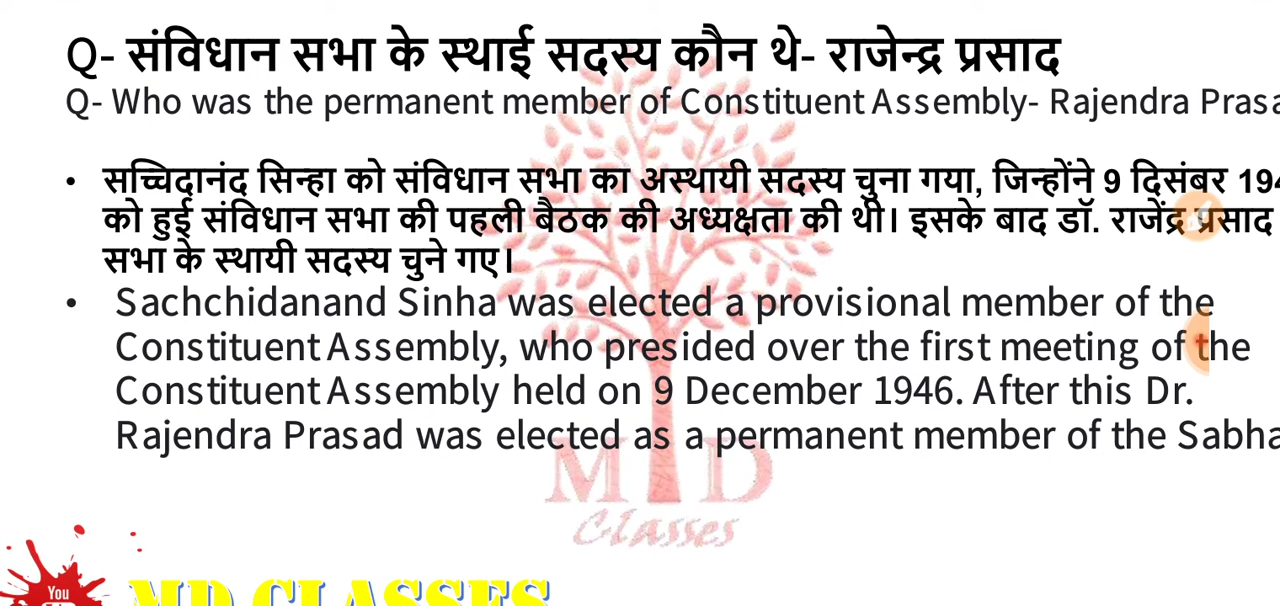 Q- संविधान सभा के स्थाई सदस्य कौन थे- राजेन्द्र प्रसाद
Q- Who was the permanent member of Constituent Assembly- Rajendra
• सच्चिदानंद सिन्हा को संविधान सभा का अस्थायी सदस्य चुना गया, जिन्होंने 9 दिसंबर
को हुई संविधान सभा की पहली बैठक की अध्यक्षता की थी। इसके बाद डॉ. राजेंद्र प्रसाद
सभा के स्थायी सदस्य चुने गए।
• Sachchidanand Sinha was elected a provisional member of the
Constituent Assembly, who presided over the first meeting of the
Constituent Assembly held on 9 December 1946. After this Dr.
Rajendra Prasad was elected as a permanent member of the Sabha
M D
Classes
You
MD CLASSES